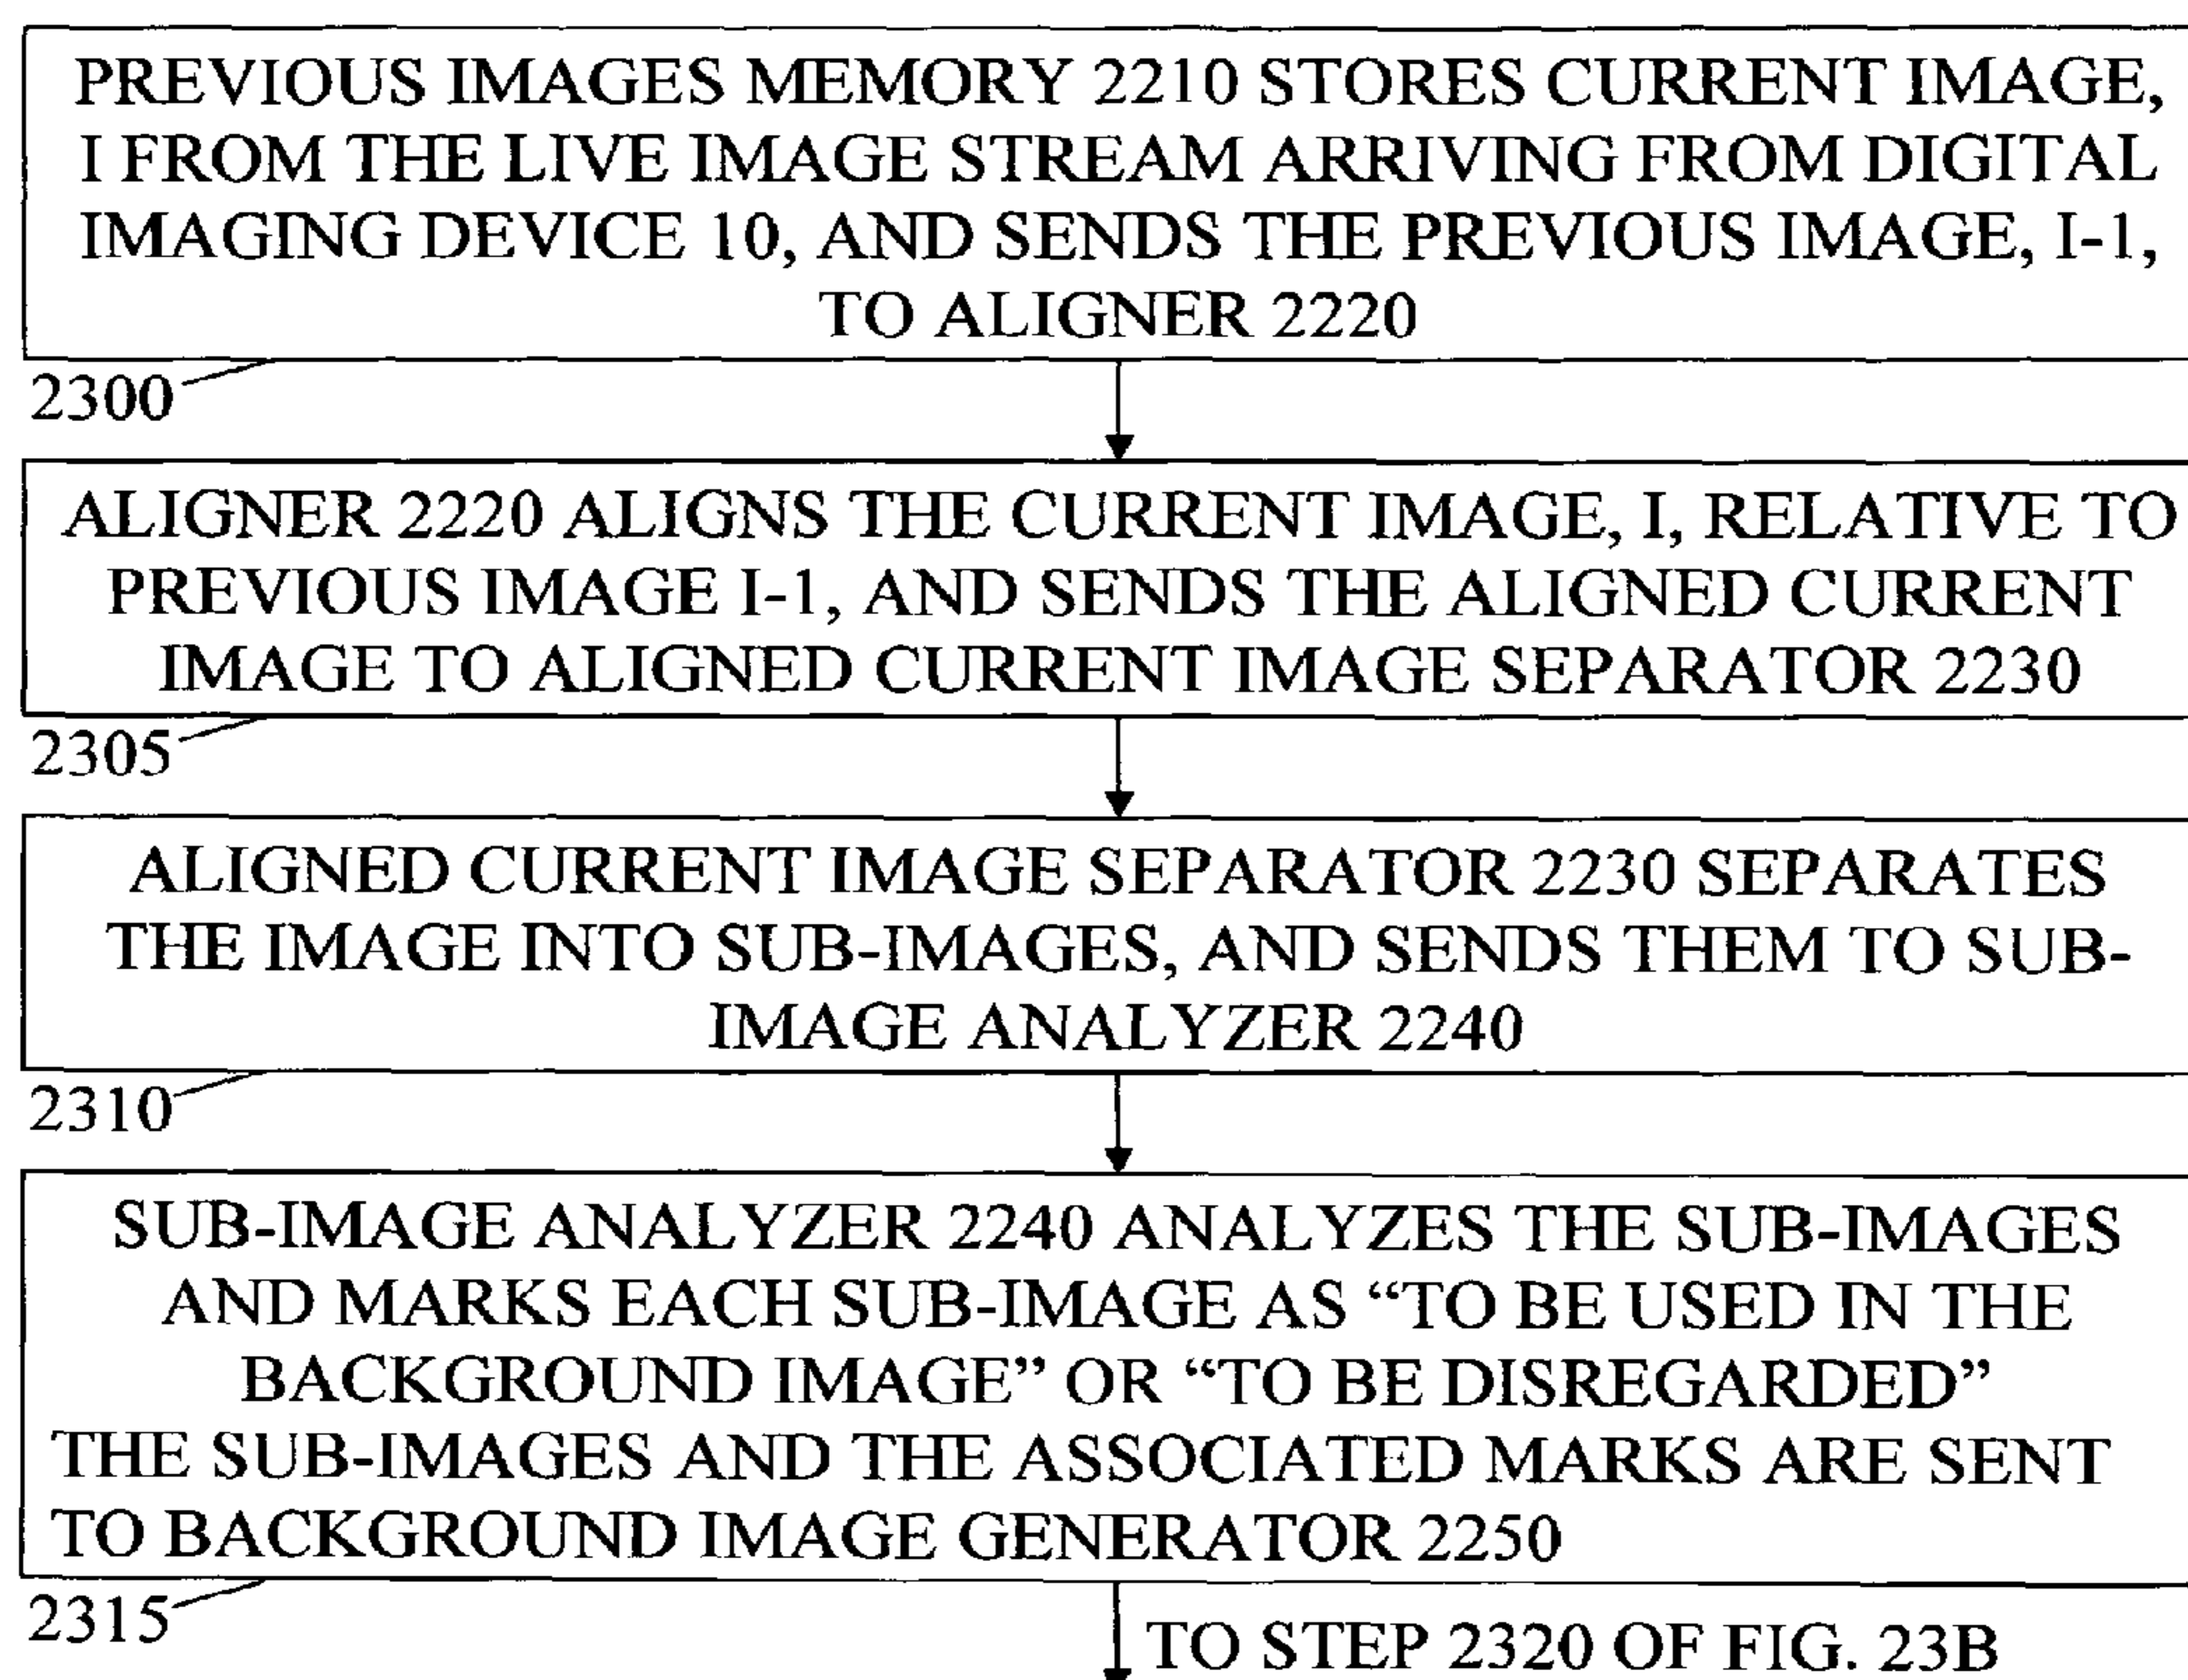 PREVIOUS IMAGES MEMORY 2210 STORES CURRENT IMAGE,
I FROM THE LIVE IMAGE STREAM ARRIVING FROM DIGITAL
IMAGING DEVICE 10, AND SENDS THE PREVIOUS IMAGE, I-1,
TO ALIGNER 2220
2300
ALIGNER 2220 ALIGNS THE CURRENT IMAGE, I, RELATIVE TO
PREVIOUS IMAGE I-1, AND SENDS THE ALIGNED CURRENT
IMAGE TO ALIGNED CURRENT IMAGE SEPARATOR 2230
2305
ALIGNED CURRENT IMAGE SEPARATOR 2230 SEPARATES
THE IMAGE INTO SUB-IMAGES, AND SENDS THEM TO SUB-
IMAGE ANALYZER 2240
2310
SUB-IMAGE ANALYZER 2240 ANALYZES THE SUB-IMAGES
AND MARKS EACH SUB-IMAGE AS “TO BE USED IN THE
BACKGROUND IMAGE” OR “TO BE DISREGARDED”
THE SUB-IMAGES AND THE ASSOCIATED MARKS ARE SENT
TO BACKGROUND IMAGE GENERATOR 2250
2315
TO STEP 2320 OF FIG. 23B